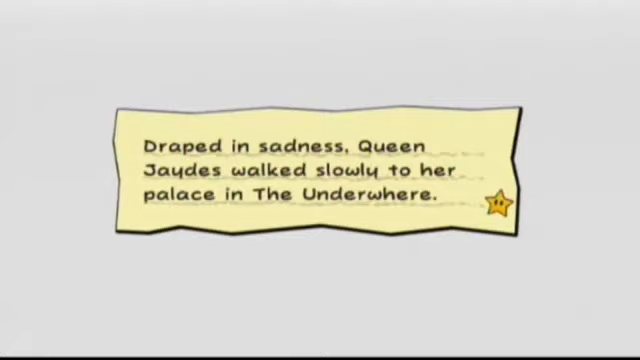 Draped in sadness, Queen
Jaydes walked slowly to her
palace in The Underwhere.